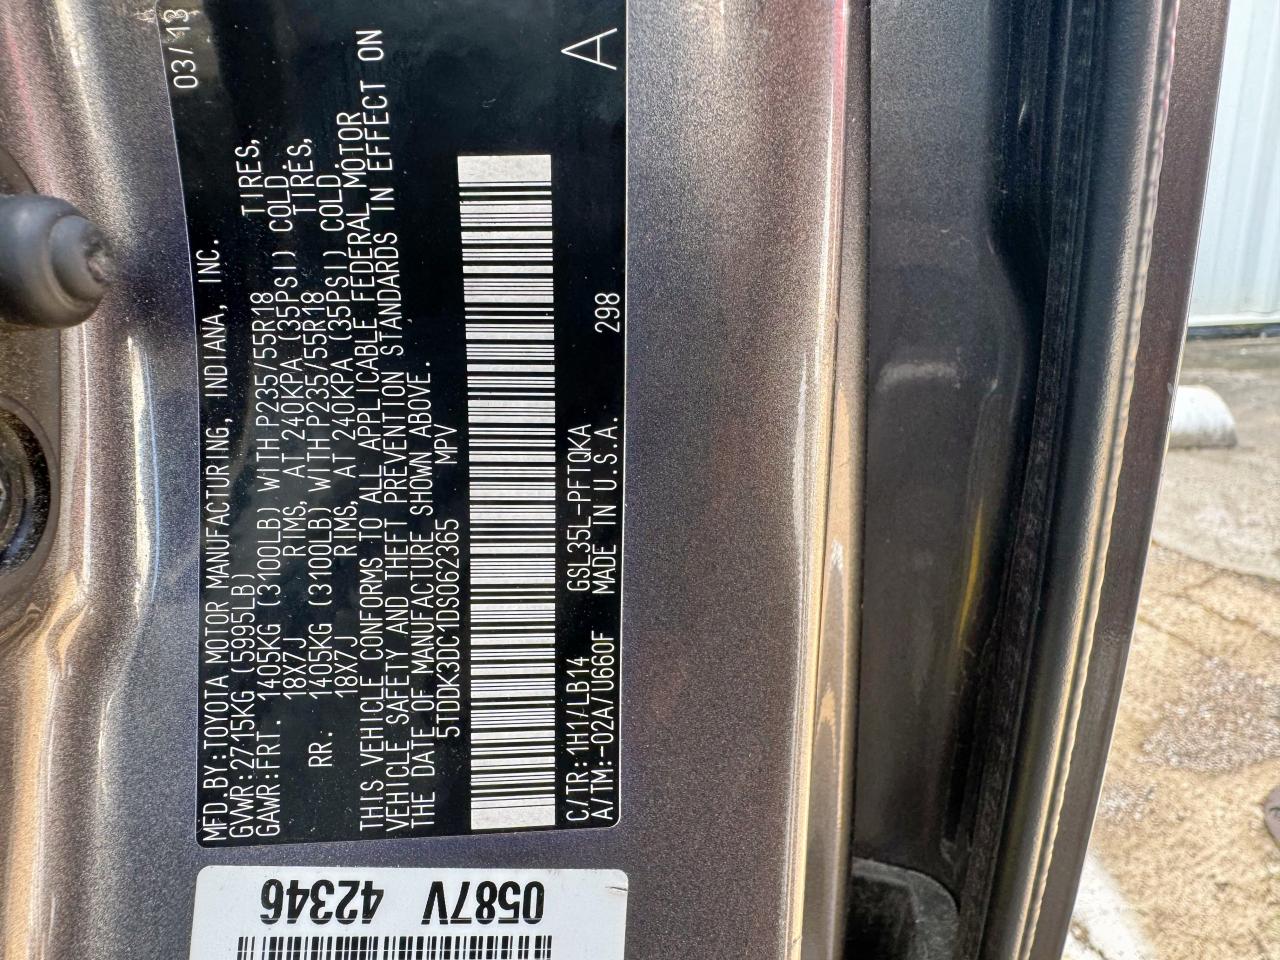 MFD.BY:TOYOTA MOTOR MANUFACTURING, INDIANA, INC. 03/13
GVWR:2715KG (5995LB)
GAWR:FRT. 1405KG (3100LB) WITH P235/55R18 TIRES,
18X7J RIMS, AT 240KPA (35PSI) COLD.
RR. 1405KG (3100LB) WITH P235/55R18 TIRES,
18X7J RIMS, AT 240KPA (35PSI) COLD.
THIS VEHICLE CONFORMS TO ALL APPLICABLE FEDERAL MOTOR
VEHICLE SAFETY AND THEFT PREVENTION STANDARDS IN EFFECT ON
THE DATE OF MANUFACTURE SHOWN ABOVE.
5TDDK3DC1DS062365 MPV
C/TR:1H1/LB14 GSL35L-PFTQKA
A/TM:-02A/U660F MADE IN U.S.A. 298 A
0587V 42346